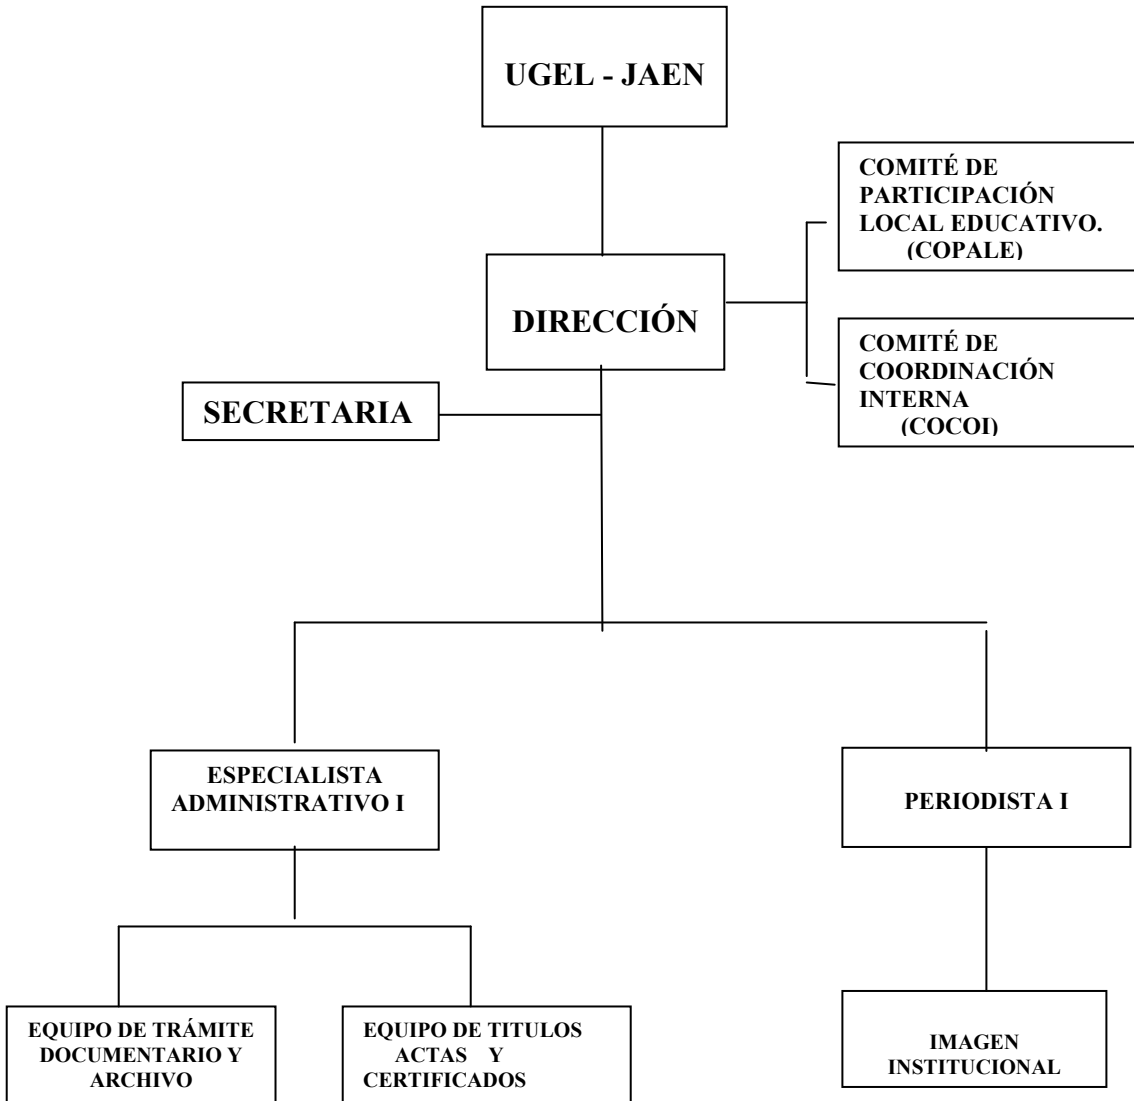 UGEL - JAEN
COMITÉ DE
PARTICIPACIÓN
LOCAL EDUCATIVO.
(COPALE)
DIRECCIÓN
COMITÉ DE
COORDINACIÓN
INTERNA
(COCOI)
SECRETARIA
ESPECIALISTA
ADMINISTRATIVO I
PERIODISTA I
EQUIPO DE TRÁMITE
DOCUMENTARIO Y
ARCHIVO
EQUIPO DE TITULOS
ACTAS Y
CERTIFICADOS
IMAGEN
INSTITUCIONAL